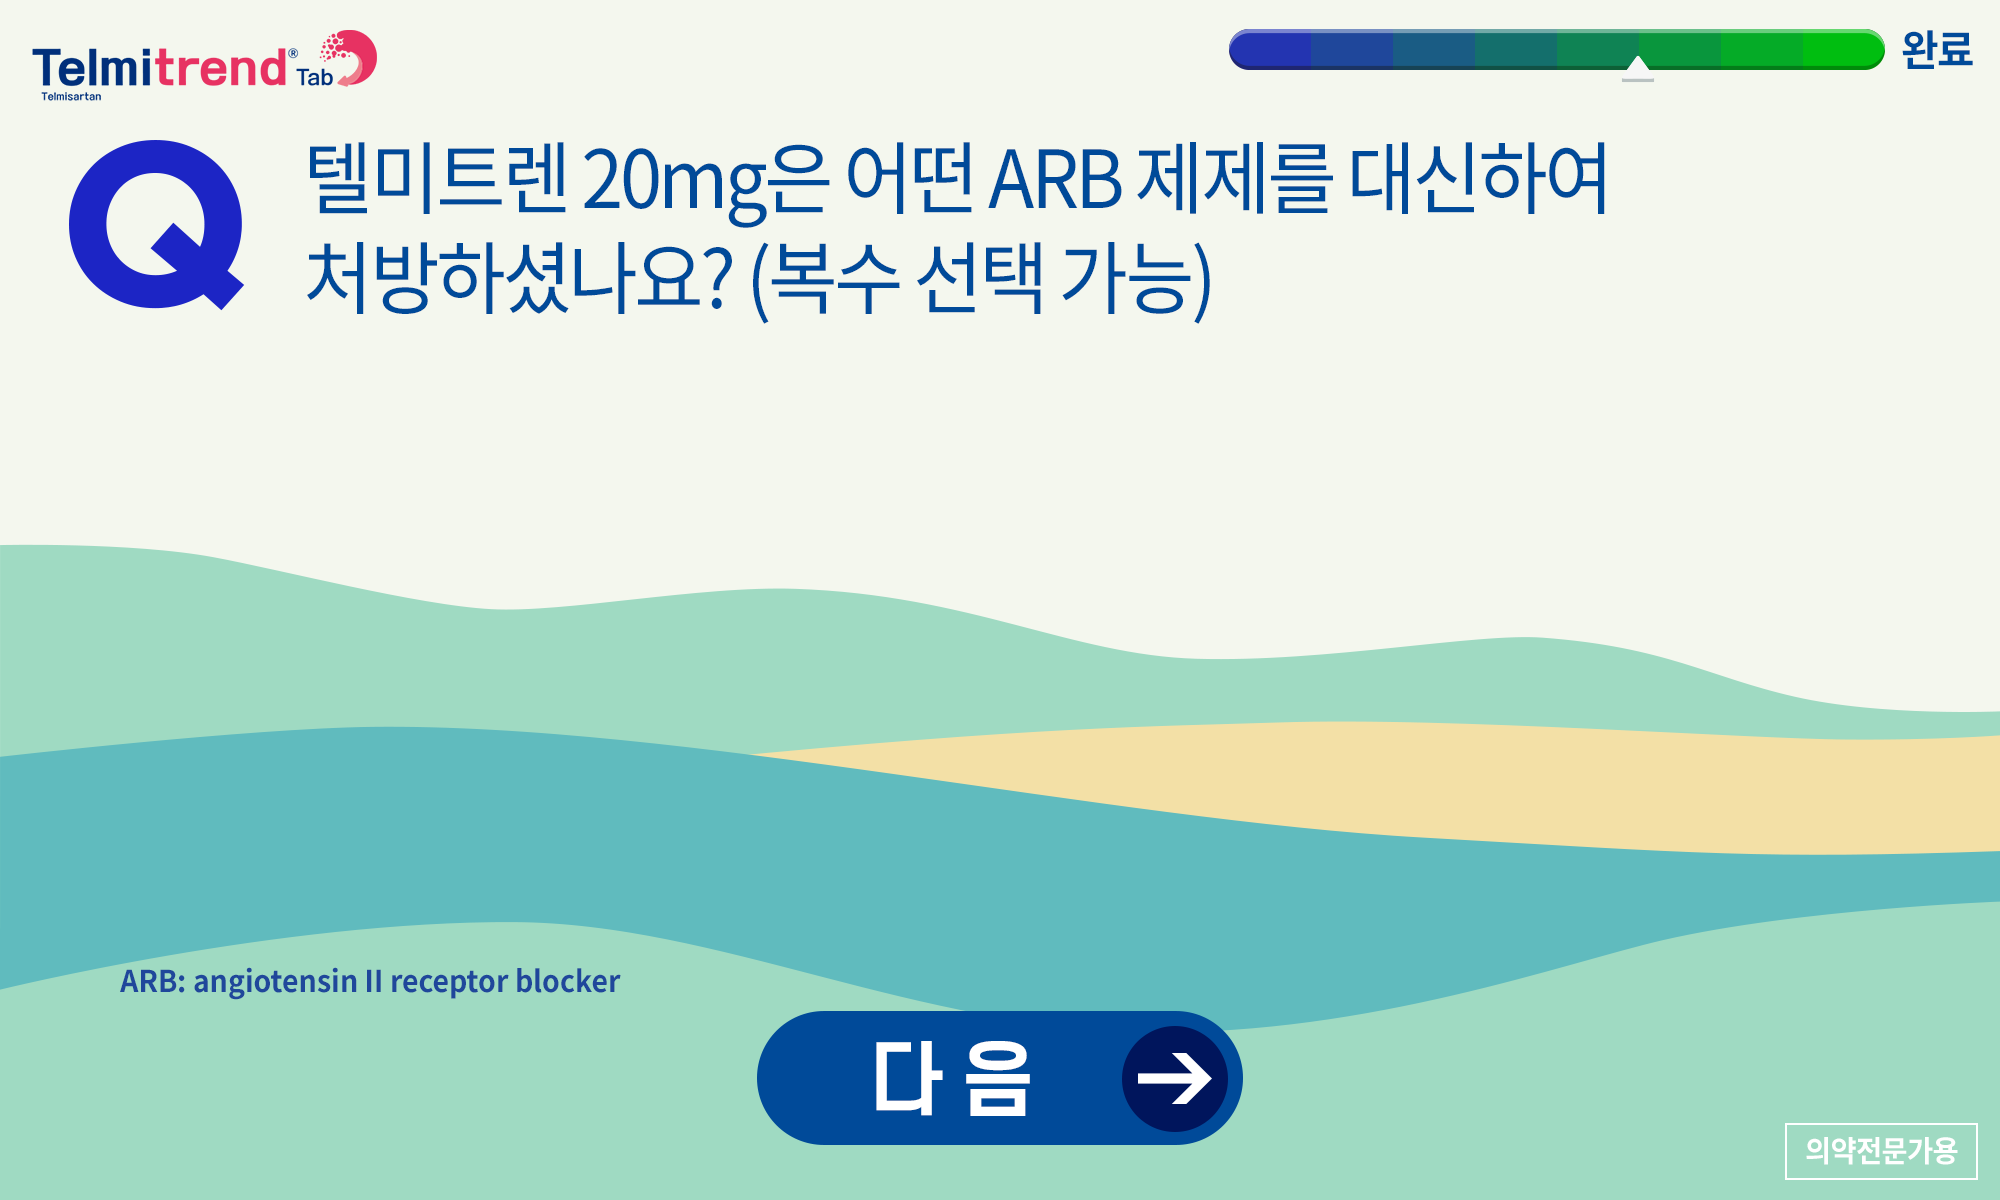 Telmitrend® Tab
Telmisartan
완료
Q
텔미트렌 20mg은 어떤 ARB 제제를 대신하여
처방하셨나요? (복수 선택 가능)
ARB: angiotensin II receptor blocker
다음
의약전문가용